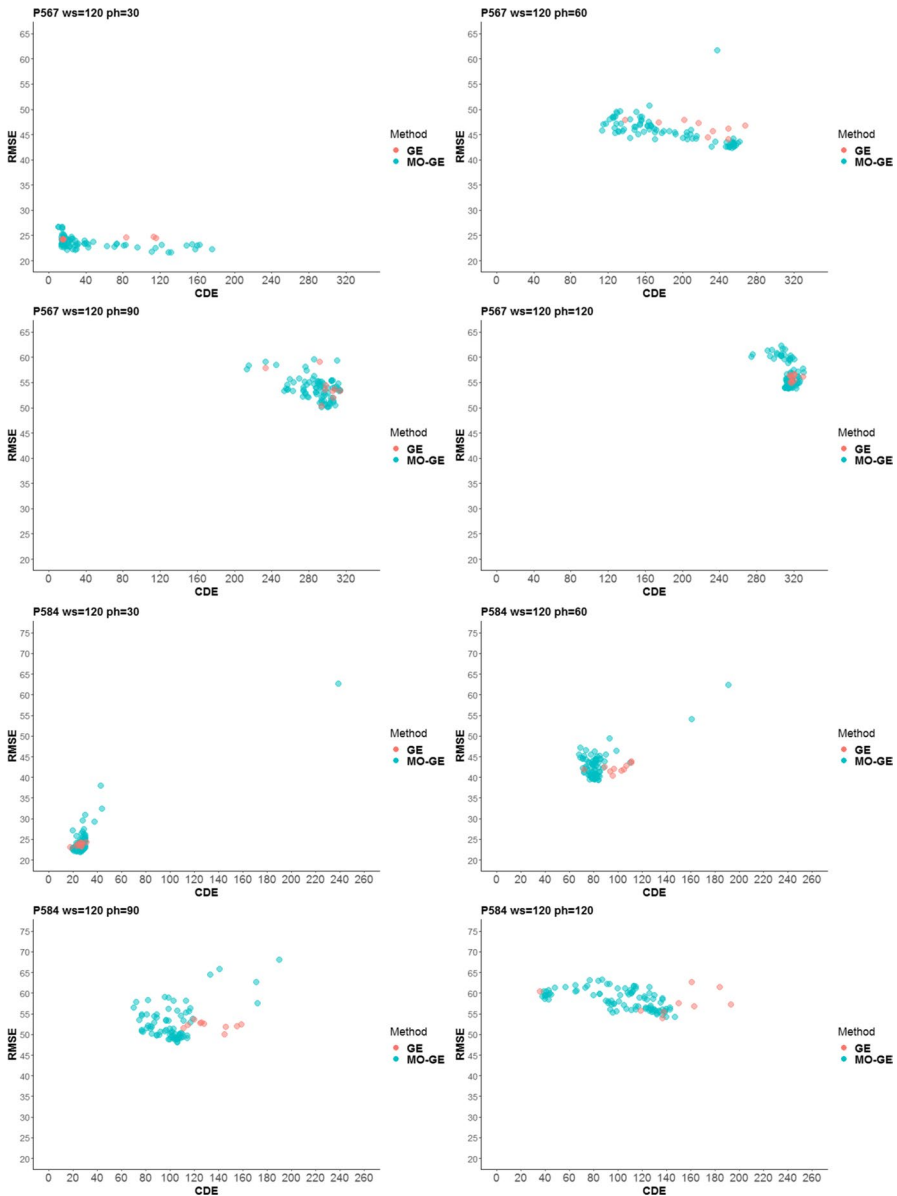 P567 ws=120 ph=30
65
60
55
50
45
40
35
30
25
20
RMSE
0 40 80 120 160 200 240 280 320
CDE
Method
GE
MO-GE
P567 ws=120 ph=60
65
60
55
50
45
40
35
30
25
20
RMSE
0 40 80 120 160 200 240 280 320
CDE
Method
GE
MO-GE
P567 ws=120 ph=90
65
60
55
50
45
40
35
30
25
20
RMSE
0 40 80 120 160 200 240 280 320
CDE
Method
GE
MO-GE
P567 ws=120 ph=120
65
60
55
50
45
40
35
30
25
20
RMSE
0 40 80 120 160 200 240 280 320
CDE
Method
GE
MO-GE
P584 ws=120 ph=30
75
70
65
60
55
50
45
40
35
30
25
20
RMSE
0 20 40 60 80 100 120 140 160 180 200 220 240 260
CDE
Method
GE
MO-GE
P584 ws=120 ph=60
75
70
65
60
55
50
45
40
35
30
25
20
RMSE
0 20 40 60 80 100 120 140 160 180 200 220 240 260
CDE
Method
GE
MO-GE
P584 ws=120 ph=90
75
70
65
60
55
50
45
40
35
30
25
20
RMSE
0 20 40 60 80 100 120 140 160 180 200 220 240 260
CDE
Method
GE
MO-GE
P584 ws=120 ph=120
75
70
65
60
55
50
45
40
35
30
25
20
RMSE
0 20 40 60 80 100 120 140 160 180 200 220 240 260
CDE
Method
GE
MO-GE